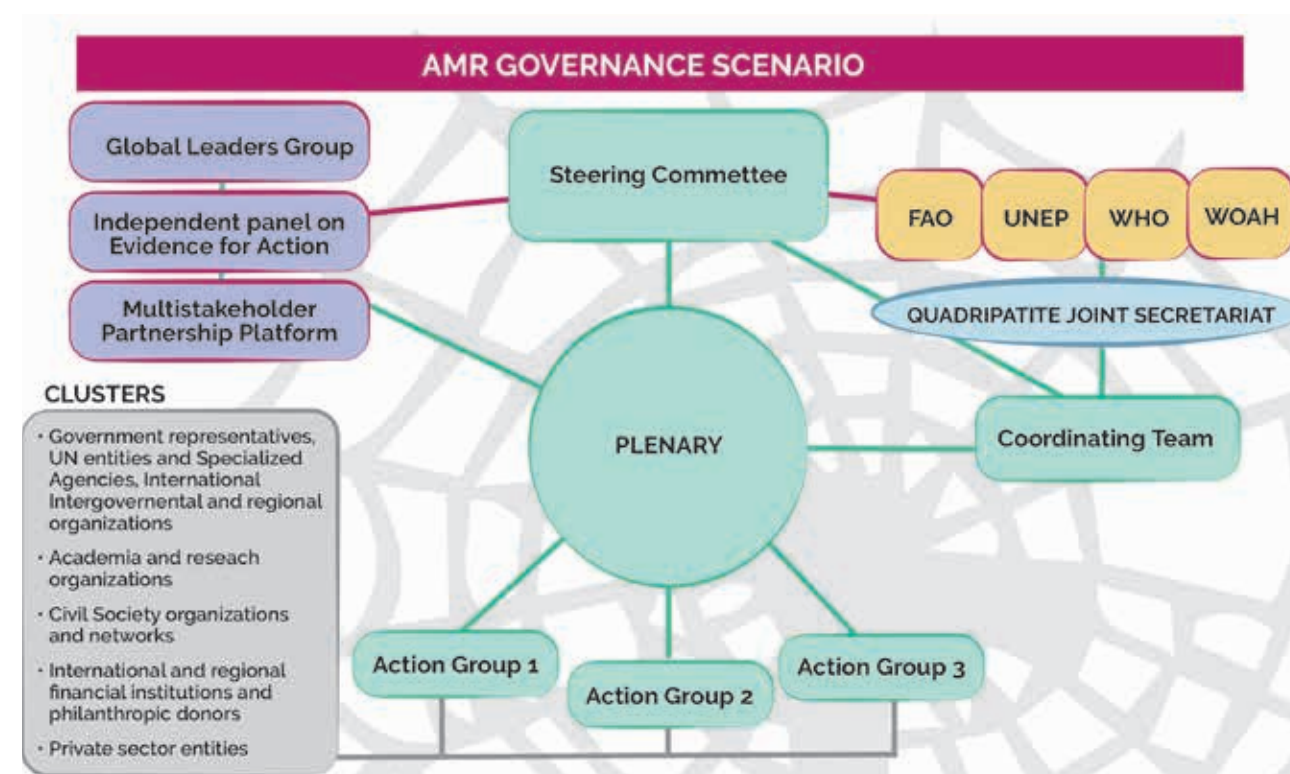 AMR GOVERNANCE SCENARIO
Global Leaders Group
Independent panel on
Evidence for Action
Multistakeholder
Partnership Platform
Steering Commettee
FAO
UNEP
WHO
WOAH
QUADRIPATITE JOINT SECRETARIAT
Coordinating Team
PLENARY
Action Group 1
Action Group 2
Action Group 3
CLUSTERS
• Government representatives,
UN entities and Specialized
Agencies, International
Intergovernental and regional
organizations
• Academia and reseach
organizations
• Civil Society organizations
and networks
• International and regional
financial institutions and
philanthropic donors
• Private sector entities